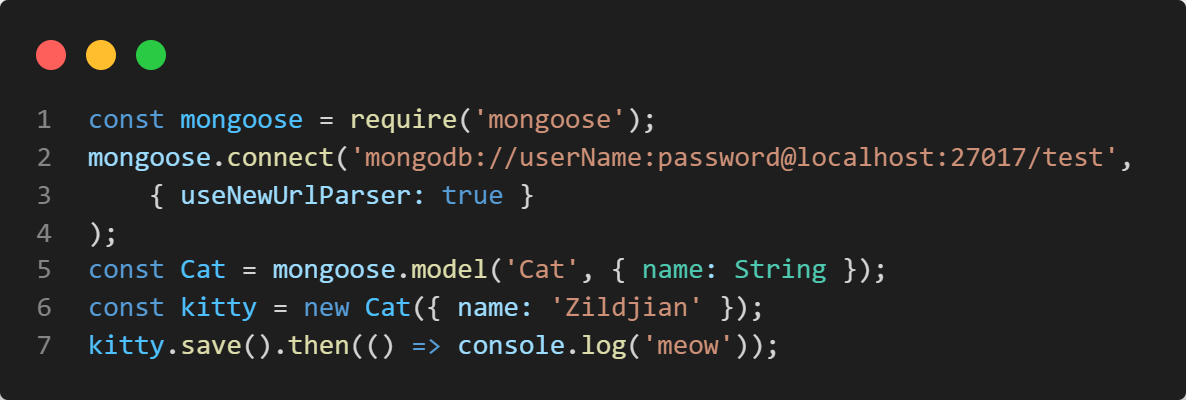 1 const mongoose = require('mongoose');
2 mongoose.connect('mongodb://userName:password@localhost:27017/test',
3     { useNewUrlParser: true }
4 );
5 const Cat = mongoose.model('Cat', { name: String });
6 const kitty = new Cat({ name: 'Zildjian' });
7 kitty.save().then(() => console.log('meow'));